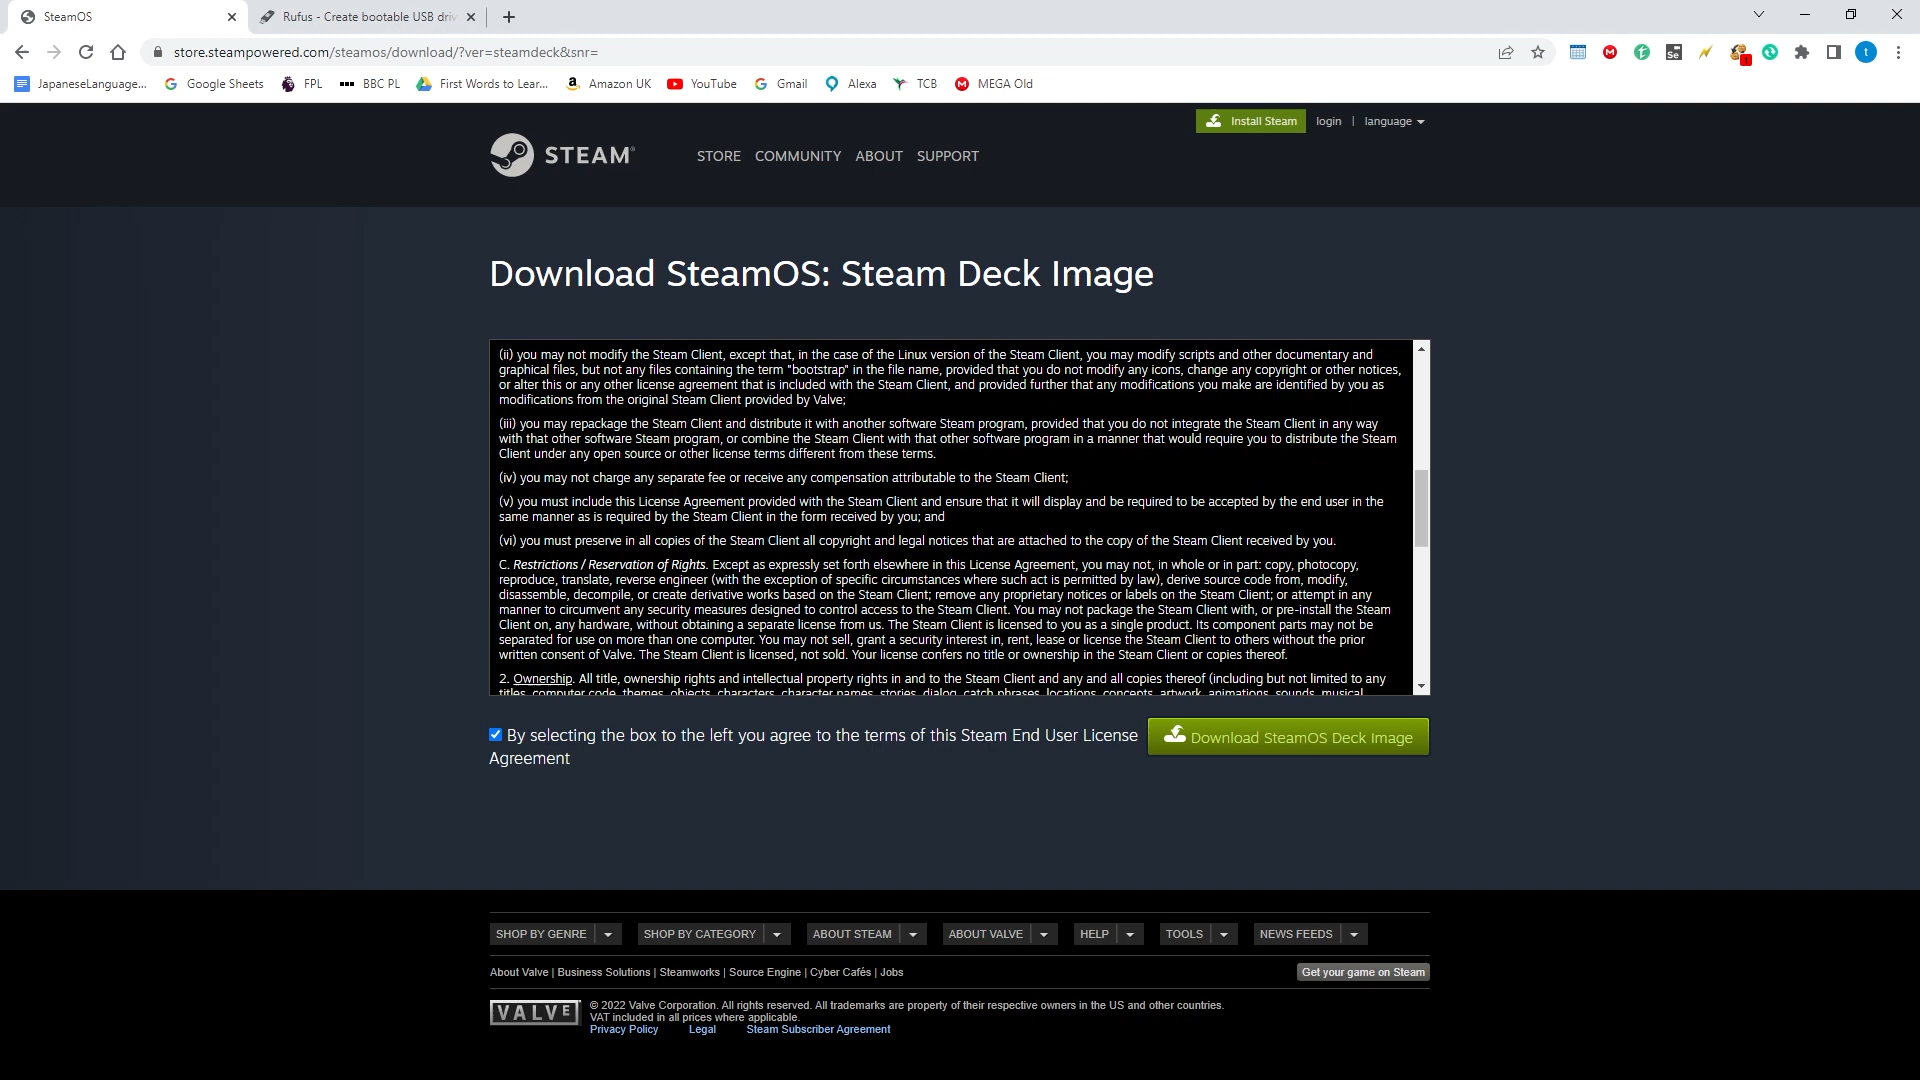 SteamOS
Rufus - Create bootable USB driv
store.steampowered.com/steamos/download/?ver=steamdeck&snr=
JapaneseLanguage... Google Sheets FPL BBC PL First Words to Lear... Amazon UK YouTube Gmail Alexa TCB MEGA Old
Install Steam login | language
STEAM® STORE COMMUNITY ABOUT SUPPORT
Download SteamOS: Steam Deck Image
(ii) you may not modify the Steam Client, except that, in the case of the Linux version of the Steam Client, you may modify scripts and other documentary and
graphical files, but not any files containing the term "bootstrap" in the file name, provided that you do not modify any icons, change any copyright or other notices,
or alter this or any other license agreement that is included with the Steam Client, and provided further that any modifications you make are identified by you as
modifications from the original Steam Client provided by Valve;
(iii) you may repackage the Steam Client and distribute it with another software Steam program, provided that you do not integrate the Steam Client in any way
with that other software Steam program, or combine the Steam Client with that other software program in a manner that would require you to distribute the Steam
Client under any open source or other license terms different from these terms.
(iv) you may not charge any separate fee or receive any compensation attributable to the Steam Client;
(v) you must include this License Agreement provided with the Steam Client and ensure that it will display and be required to be accepted by the end user in the
same manner as is required by the Steam Client in the form received by you; and
(vi) you must preserve in all copies of the Steam Client all copyright and legal notices that are attached to the copy of the Steam Client received by you.
C. Restrictions / Reservation of Rights. Except as expressly set forth elsewhere in this License Agreement, you may not, in whole or in part: copy, photocopy,
reproduce, translate, reverse engineer (with the exception of specific circumstances where such act is permitted by law), derive source code from, modify,
disassemble, decompile, or create derivative works based on the Steam Client; remove any proprietary notices or labels on the Steam Client; or attempt in any
manner to circumvent any security measures designed to control access to the Steam Client. You may not package the Steam Client with, or pre-install the Steam
Client on, any hardware, without obtaining a separate license from us. The Steam Client is licensed to you as a single product. Its component parts may not be
separated for use on more than one computer. You may not sell, grant a security interest in, rent, lease or license the Steam Client to others without the prior
written consent of Valve. The Steam Client is licensed, not sold. Your license confers no title or ownership in the Steam Client or copies thereof.
2. Ownership. All title, ownership rights and intellectual property rights in and to the Steam Client and any and all copies thereof (including but not limited to any
titles, computer code, themes, objects, characters, character names, stories, dialog, catch phrases, locations, concepts, artwork, animations, sounds, musical
By selecting the box to the left you agree to the terms of this Steam End User License
Agreement
Download SteamOS Deck Image
SHOP BY GENRE SHOP BY CATEGORY ABOUT STEAM ABOUT VALVE HELP TOOLS NEWS FEEDS
About Valve | Business Solutions | Steamworks | Source Engine | Cyber Cafés | Jobs
Get your game on Steam
VALVE
© 2022 Valve Corporation. All rights reserved. All trademarks are property of their respective owners in the US and other countries.
VAT included in all prices where applicable.
Privacy Policy Legal Steam Subscriber Agreement